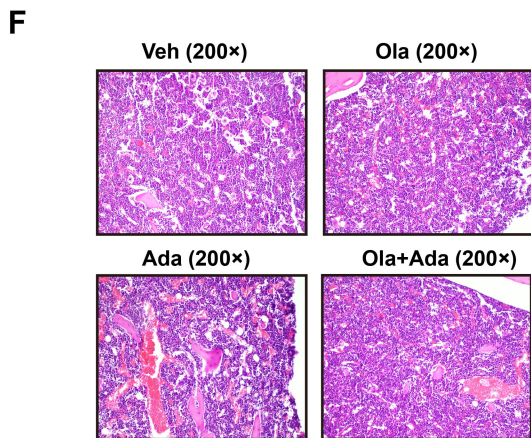 F
Veh (200×)
Ola (200×)
Ada (200×)
Ola+Ada (200×)